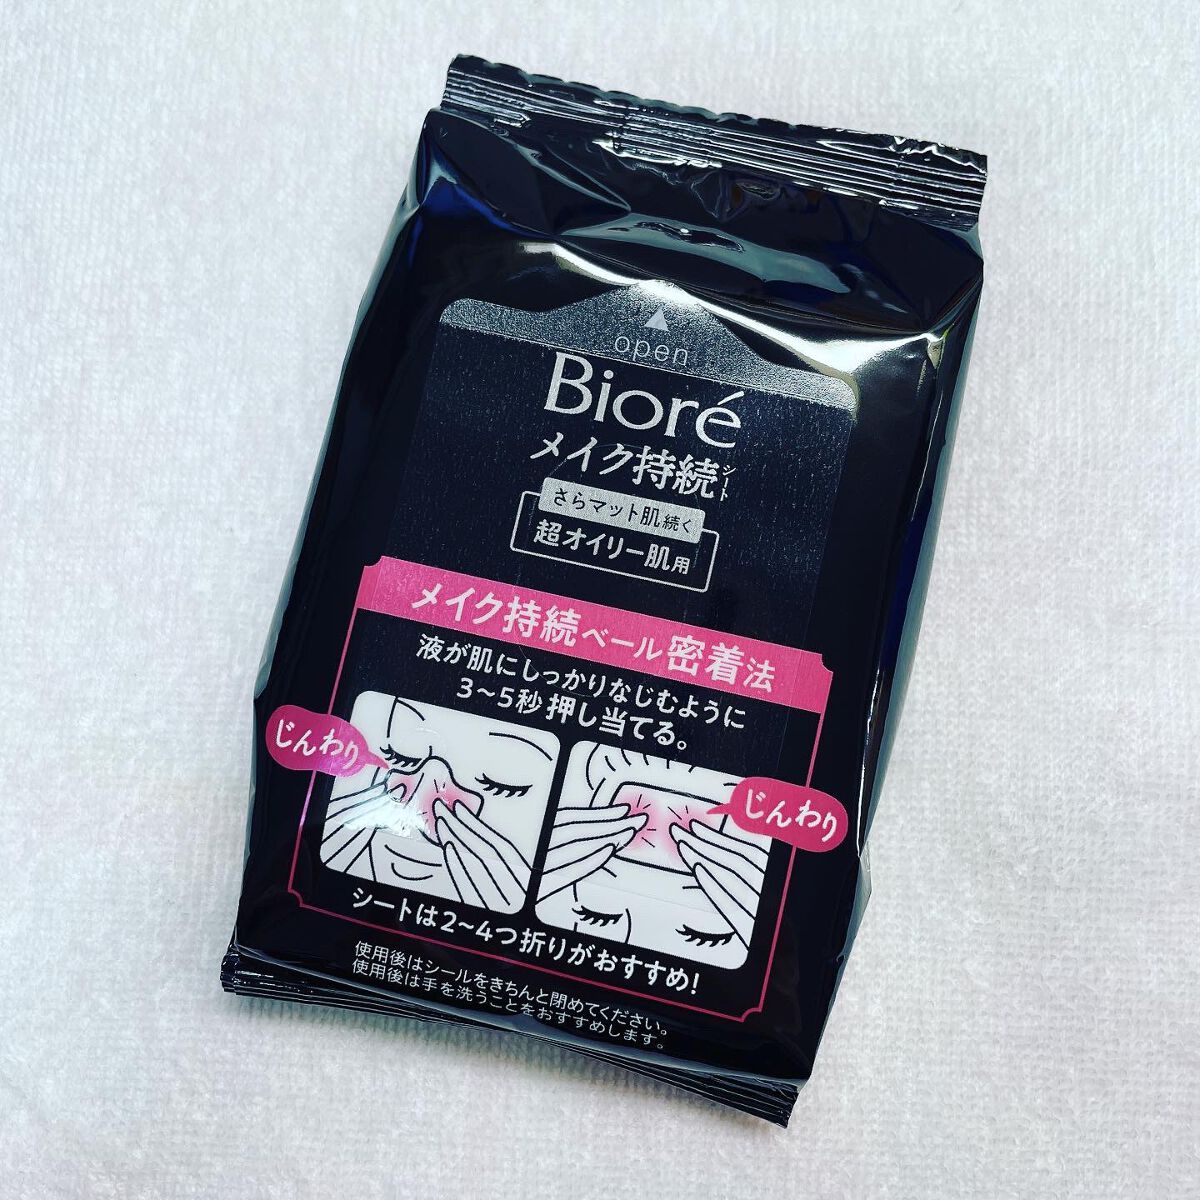 open
Bioré
メイク持続シート
さらマット肌続く
超オイリー肌用
メイク持続ベール密着法
液が肌にしっかりなじむように
3~5秒押し当てる。
じんわり
じんわり
シートは2~4つ折りがおすすめ!
使用後はシールをきちんと閉めてください。
使用後は手を洗うことをおすすめします。